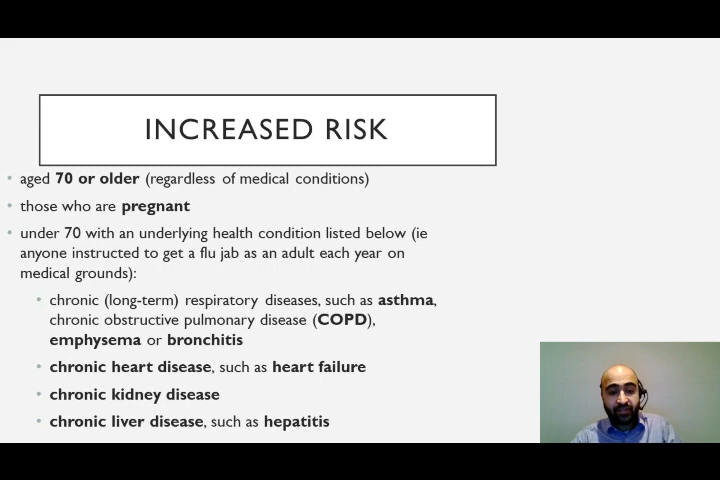 INCREASED RISK
• aged 70 or older (regardless of medical conditions)
• those who are pregnant
• under 70 with an underlying health condition listed below (ie
anyone instructed to get a flu jab as an adult each year on
medical grounds):
• chronic (long-term) respiratory diseases, such as asthma,
chronic obstructive pulmonary disease (COPD),
emphysema or bronchitis
• chronic heart disease, such as heart failure
• chronic kidney disease
• chronic liver disease, such as hepatitis